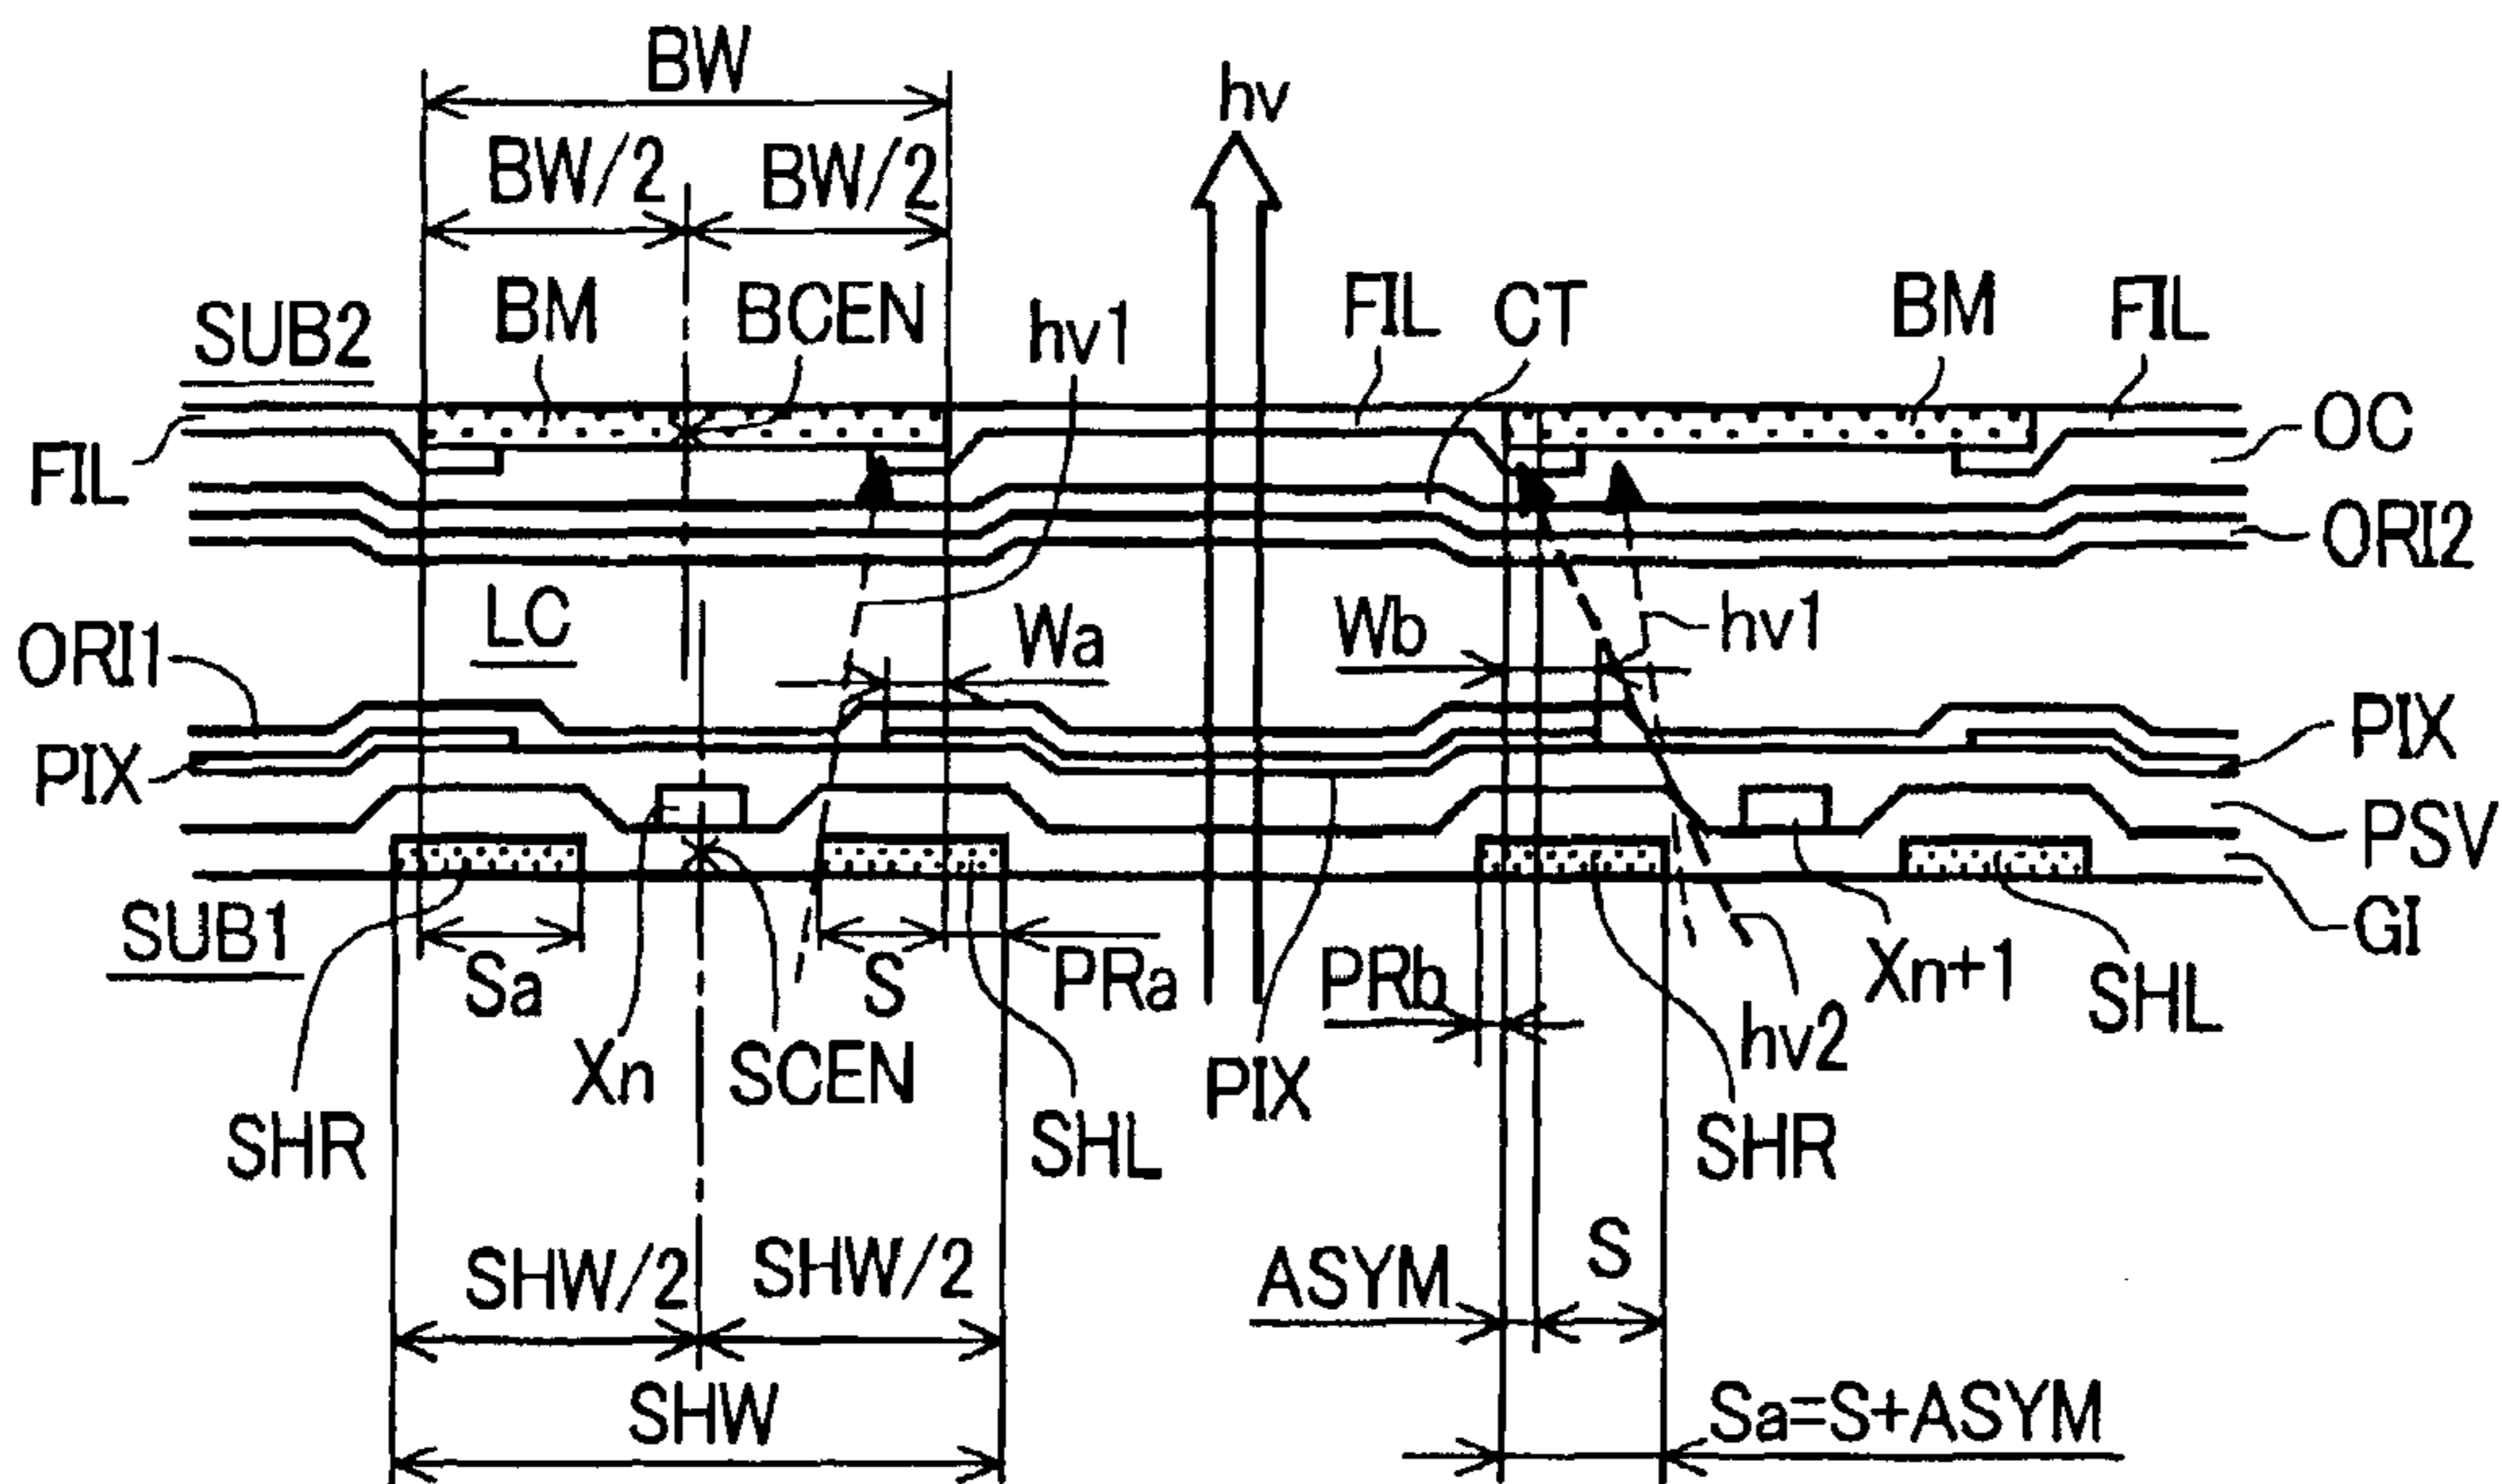 BW
hv
BW/2 BW/2
SUB2 BM BCEN hv1 FIL CT BM FIL
OC
FIL
ORI2
LC Wa Wb hv1
ORI1
PIX PIX
PSV
SUB1 Sa S PRa PRb Xn+1 SHL GI
Xn SCEN PIX hv2
SHR SHL SHR
SHW/2 SHW/2 ASYM S
SHW Sa=S+ASYM